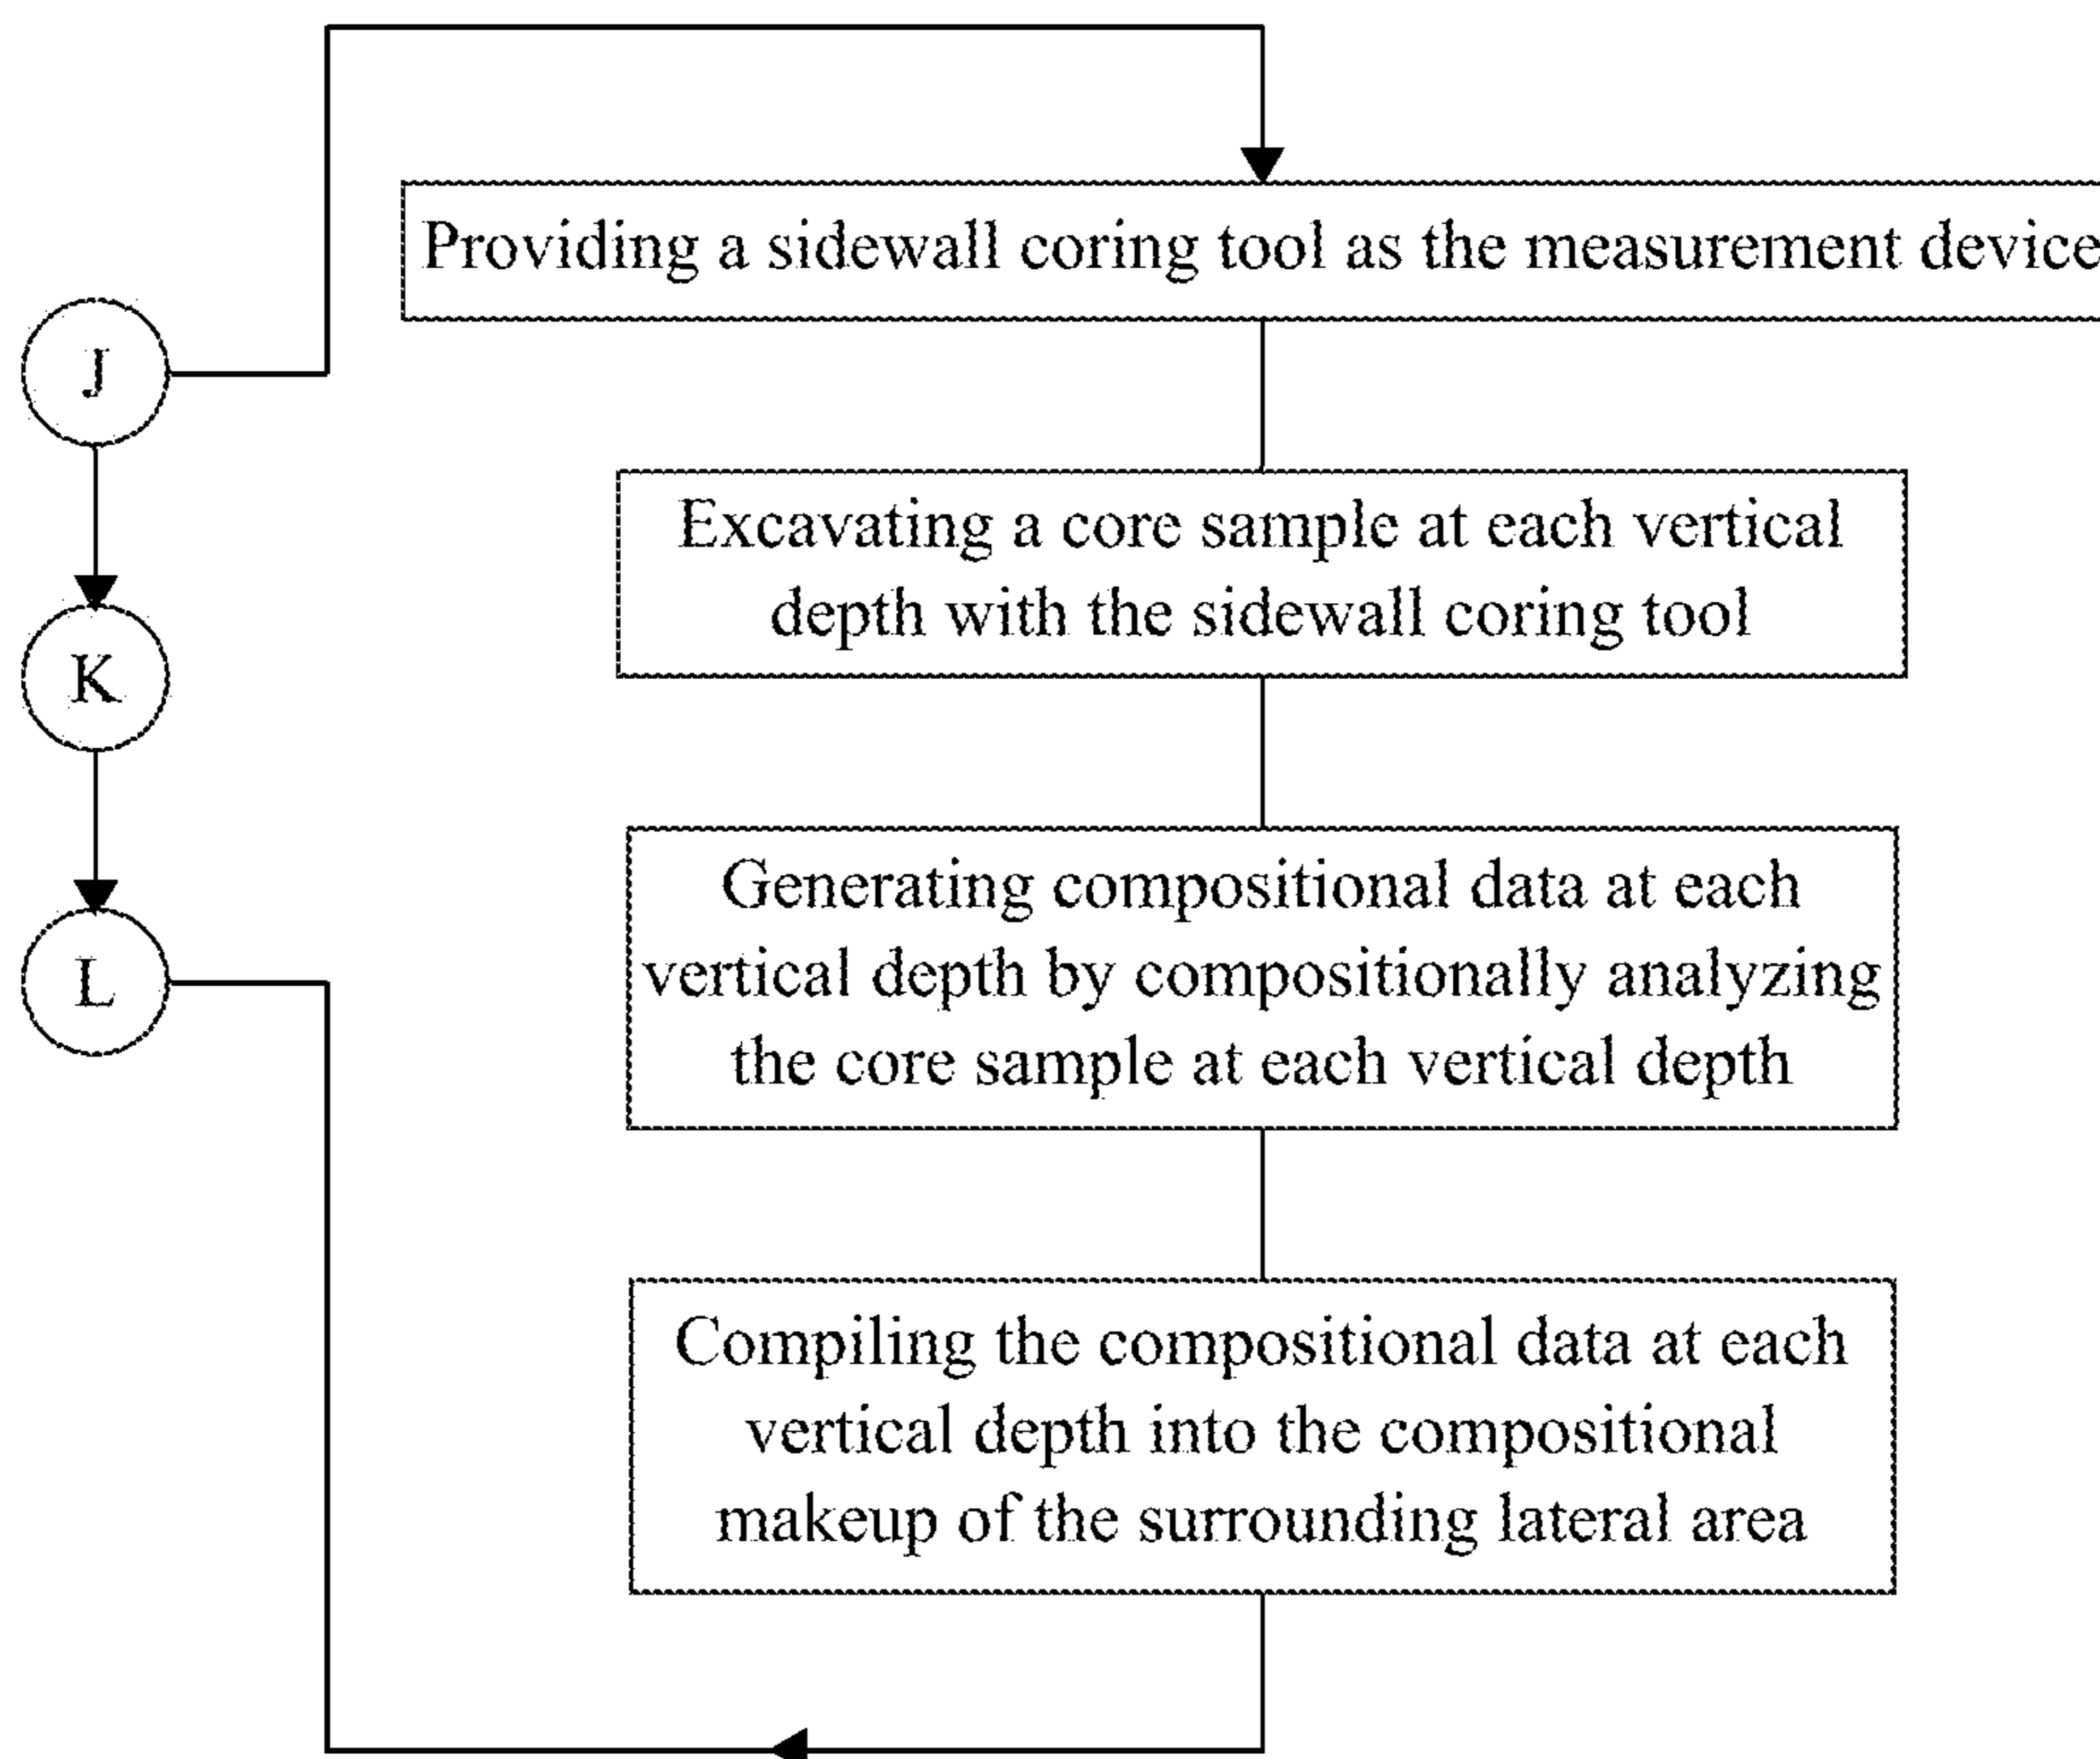 Providing a sidewall coring tool as the measurement device
J
Excavating a core sample at each vertical
depth with the sidewall coring tool
K
Generating compositional data at each
vertical depth by compositionally analyzing
the core sample at each vertical depth
L
Compiling the compositional data at each
vertical depth into the compositional
makeup of the surrounding lateral area